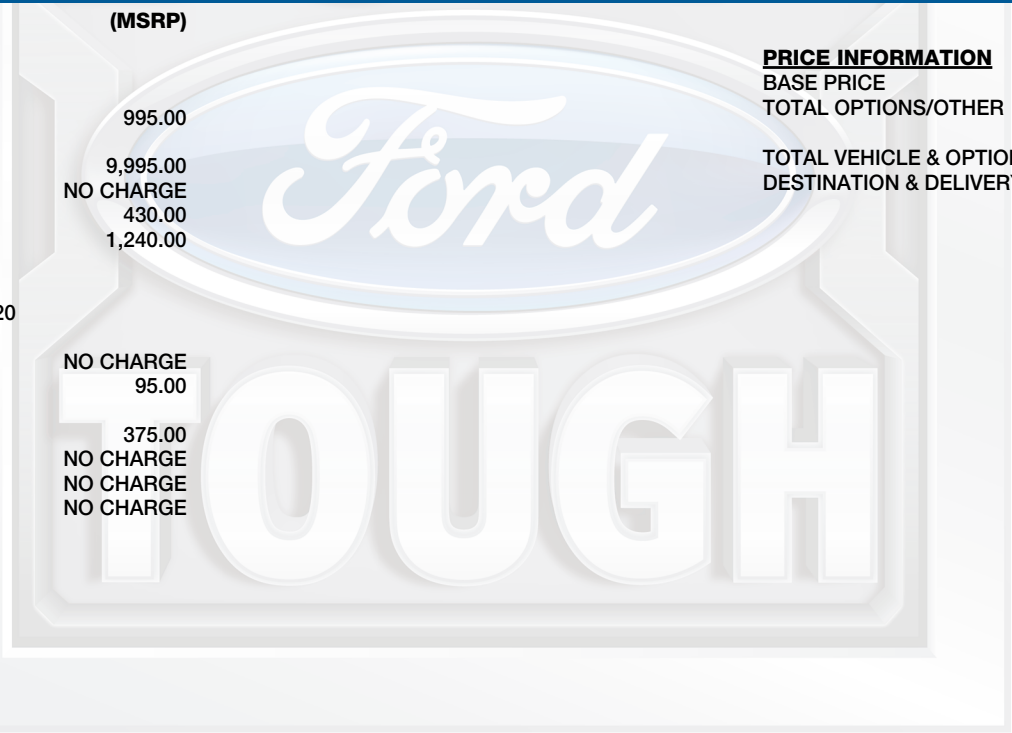 (MSRP)
995.00
9,995.00
NO CHARGE
430.00
1,240.00
20
NO CHARGE
95.00
375.00
NO CHARGE
NO CHARGE
NO CHARGE
PRICE INFORMATION
BASE PRICE
TOTAL OPTIONS/OTHER
TOTAL VEHICLE & OPTION
DESTINATION & DELIVERY
Ford
TOUGH